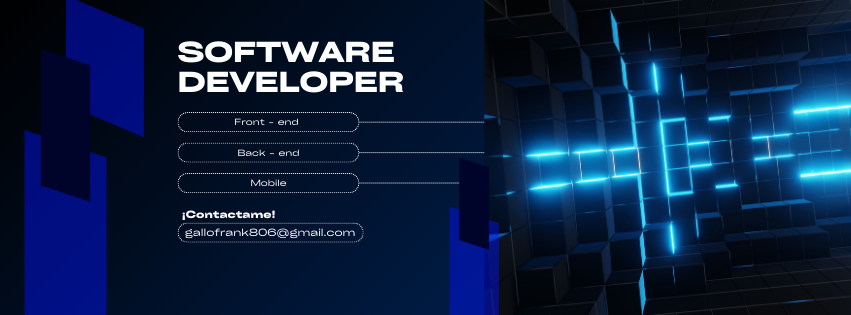 SOFTWARE
DEVELOPER
Front - end
Back - end
Mobile
¡Contactame!
gallofrank806@gmail.com